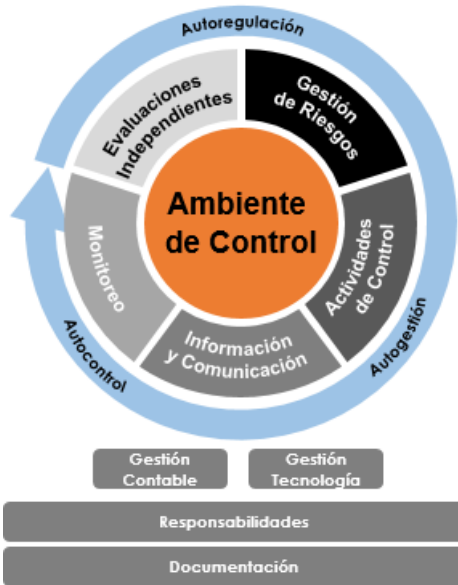 Autoregulación
Evaluaciones
Independientes
Gestión
de Riesgos
Ambiente
de Control
Monitoreo
Actividades
de Control
Información
y Comunicación
Autocontrol
Autogestión
Gestión
Contable
Gestión
Tecnología
Responsabilidades
Documentación